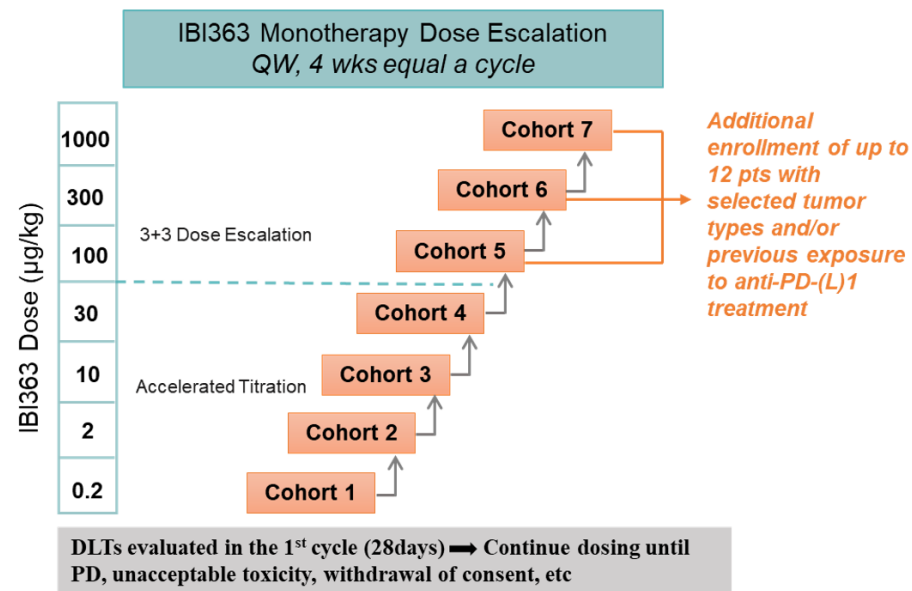 IBI363 Monotherapy Dose Escalation
QW, 4 wks equal a cycle
IBI363 Dose (µg/kg)
1000
300
100
30
10
2
0.2
3+3 Dose Escalation
Accelerated Titration
Cohort 7
Cohort 6
Cohort 5
Cohort 4
Cohort 3
Cohort 2
Cohort 1
Additional
enrollment of up to
12 pts with
selected tumor
types and/or
previous exposure
to anti-PD-(L)1
treatment
DLTs evaluated in the 1st cycle (28days) ➡ Continue dosing until
PD, unacceptable toxicity, withdrawal of consent, etc